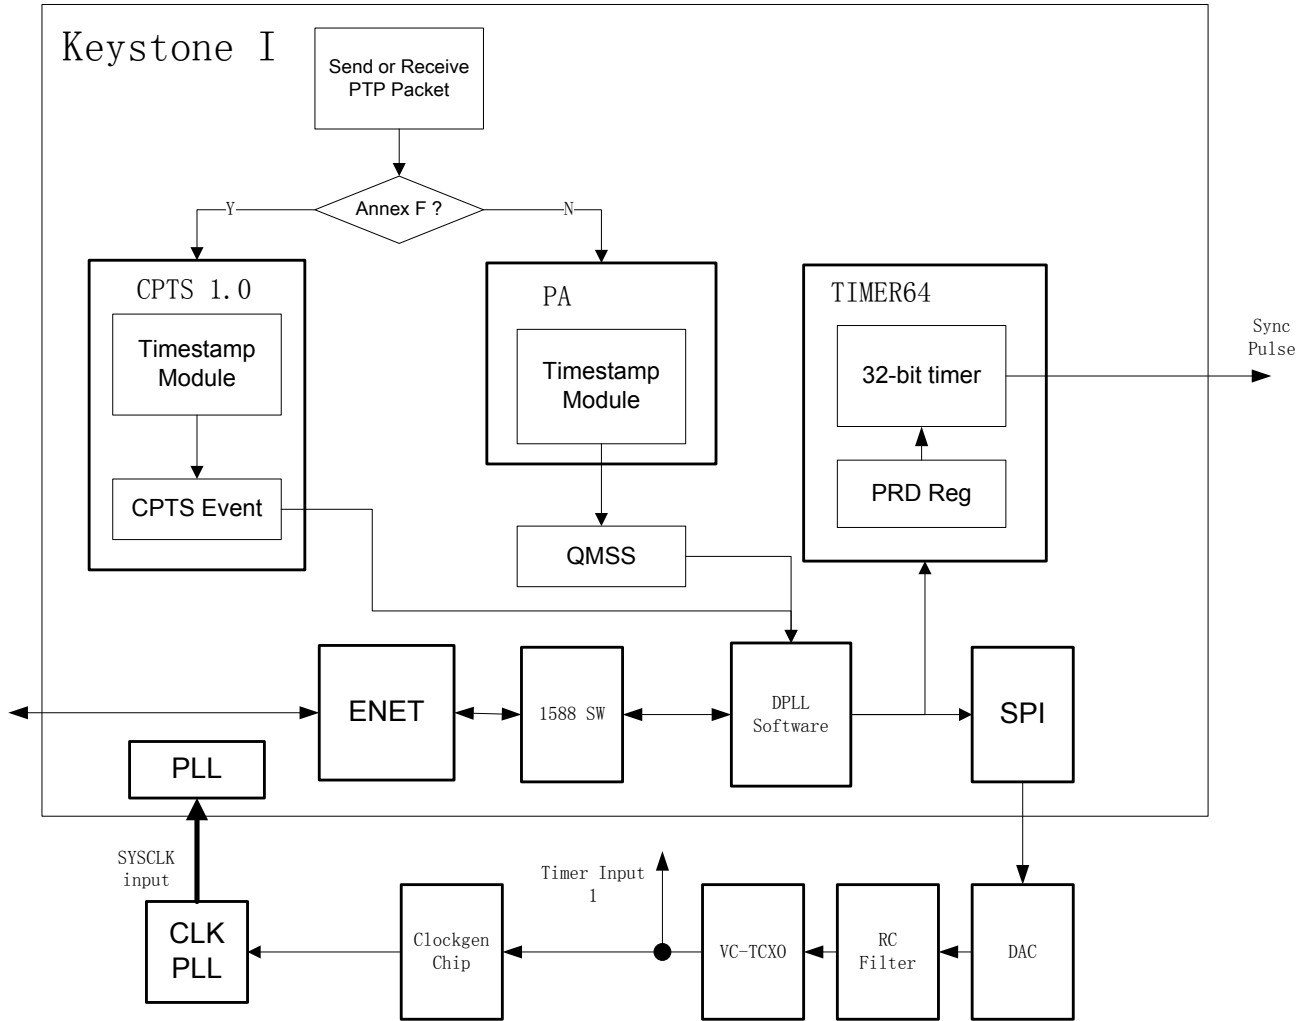 Keystone I
Send or Receive
PTP Packet
Annex F ?
Y
N
CPTS 1.0
Timestamp
Module
CPTS Event
PA
Timestamp
Module
QMSS
TIMER64
32-bit timer
PRD Reg
Sync
Pulse
ENET
1588 SW
DPLL
Software
SPI
PLL
SYSCLK
input
CLK
PLL
Clockgen
Chip
Timer Input
1
VC-TCXO
RC
Filter
DAC